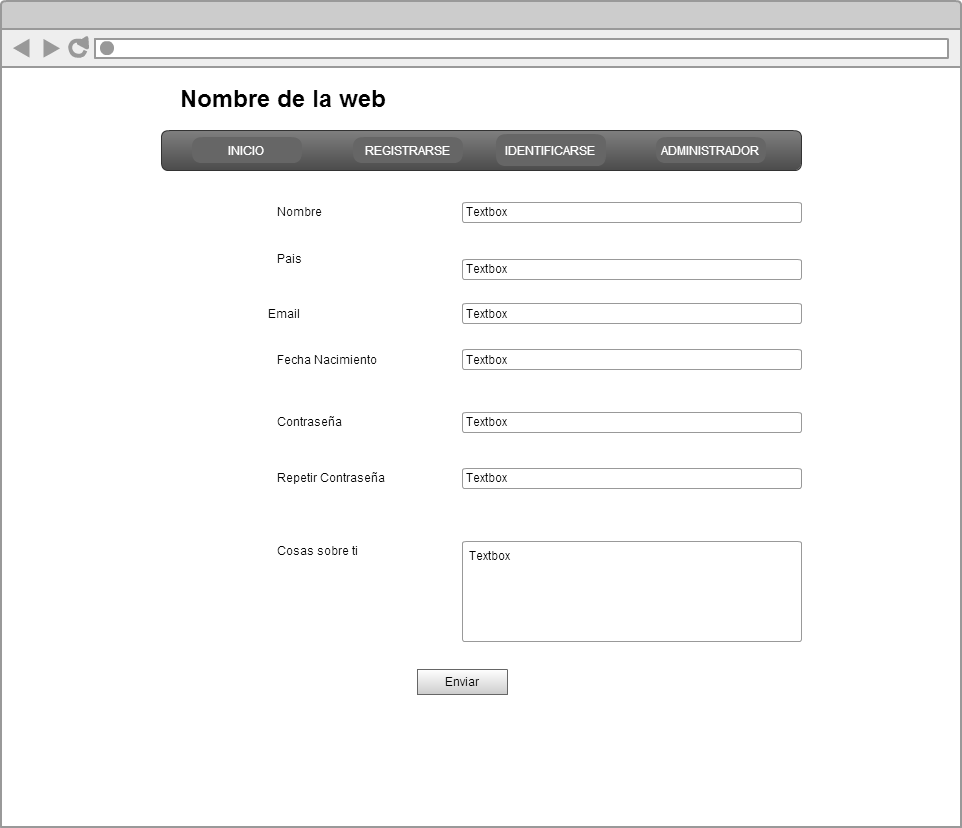 Nombre de la web
INICIO REGISTRARSE IDENTIFICARSE ADMINISTRADOR
Nombre Textbox
Pais Textbox
Email Textbox
Fecha Nacimiento Textbox
Contraseña Textbox
Repetir Contraseña Textbox
Cosas sobre ti Textbox
Enviar